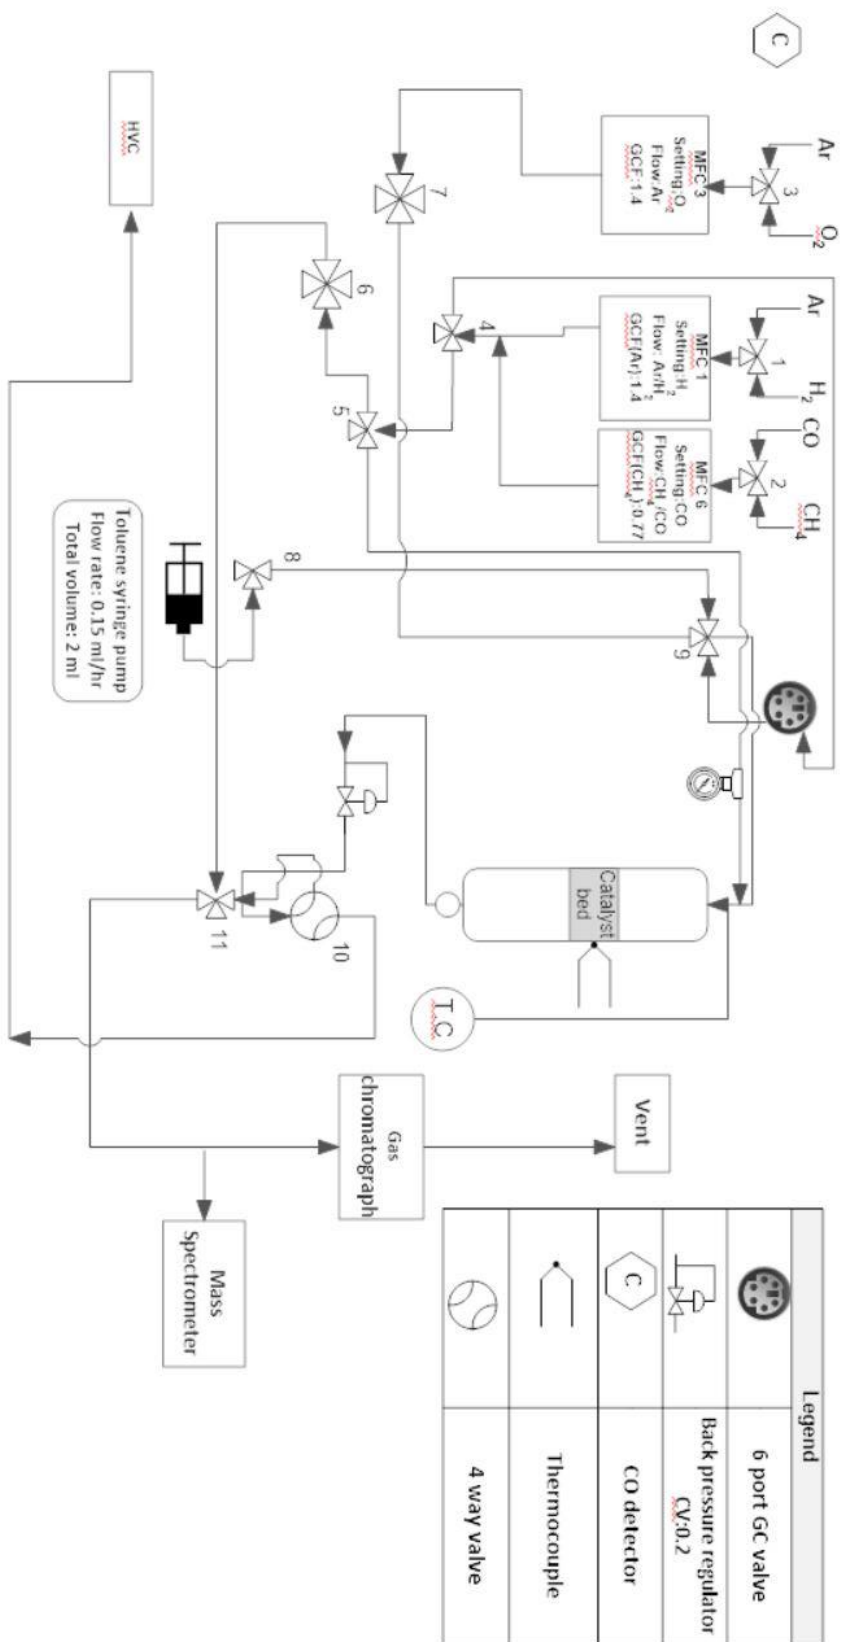 C
Ar
O2
3
MFC 3
Setting:O2
Flow:Ar
GCF:1.4
Ar
H2
1
MFC 1
Setting:H2
Flow: Ar/H2
GCF(Ar):1.4
CO
CH4
2
MFC 6
Setting:CO
Flow:CH4/CO
GCF(CH4):0.77
7
4
6
5
HVC
8
9
Toluene syringe pump
Flow rate: 0.15 ml/hr
Total volume: 2 ml
Catalyst
bed
T.C
10
11
Vent
Gas
chromatograph
Mass
Spectrometer
Legend
6 port GC valve
Back pressure regulator
CV:0.2
C
CO detector
Thermocouple
4 way valve